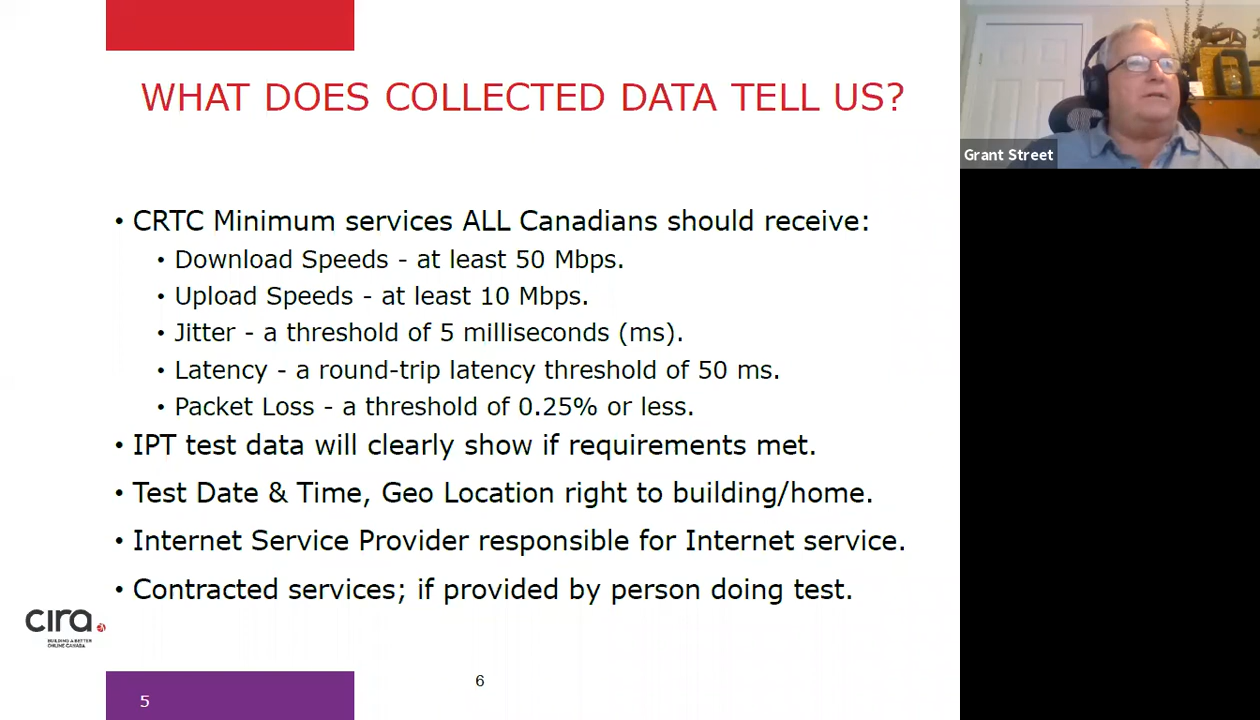 WHAT DOES COLLECTED DATA TELL US?
• CRTC Minimum services ALL Canadians should receive:
• Download Speeds - at least 50 Mbps.
• Upload Speeds - at least 10 Mbps.
• Jitter - a threshold of 5 milliseconds (ms).
• Latency - a round-trip latency threshold of 50 ms.
• Packet Loss - a threshold of 0.25% or less.
• IPT test data will clearly show if requirements met.
• Test Date & Time, Geo Location right to building/home.
• Internet Service Provider responsible for Internet service.
• Contracted services; if provided by person doing test.
cira
BUILDING A BETTER
ONLINE CANADA
5
6
Grant Street